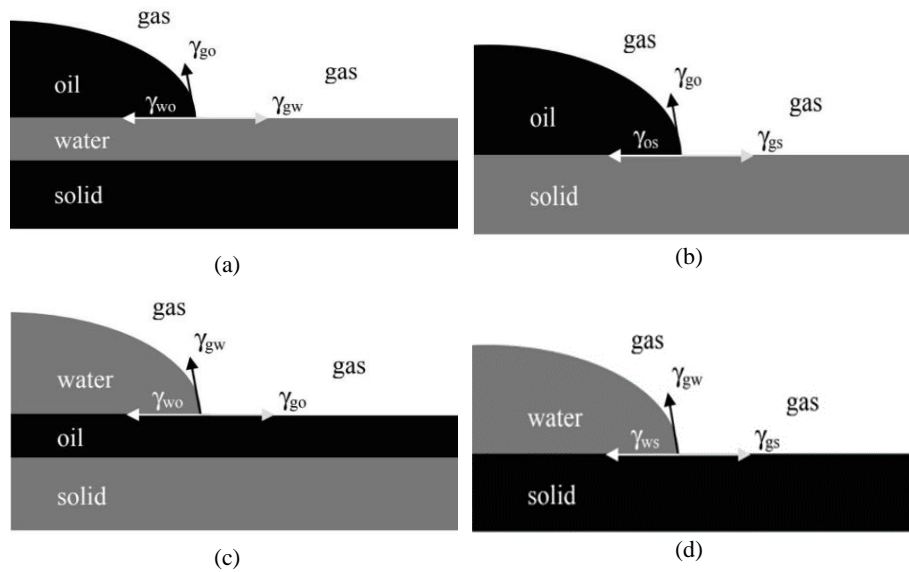 gas
γgo
gas
oil
γwo
γgw
water
solid
(a)
gas
γgo
gas
oil
γos
γgs
solid
(b)
gas
γgw
gas
water
γwo
γgo
oil
solid
(c)
gas
γgw
gas
water
γws
γgs
solid
(d)